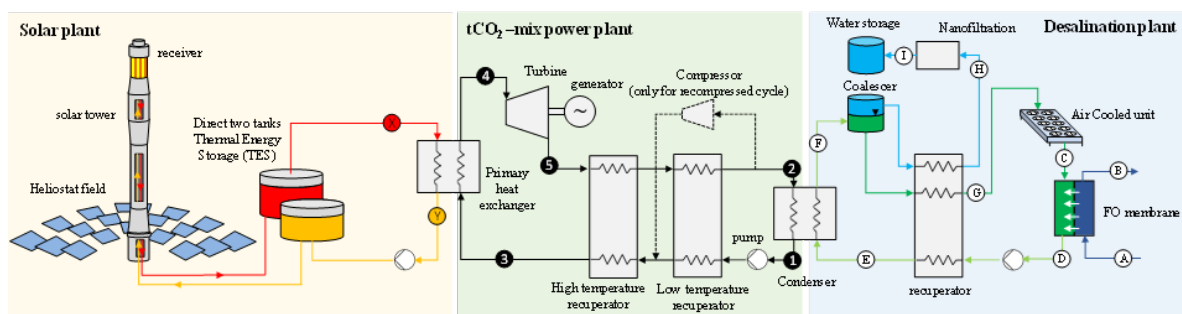 Solar plant
receiver
solar tower
Direct two tanks
Thermal Energy
Storage (TES)
Heliostat field
X
Y
tCO₂–mix power plant
4
Turbine
generator
Compressor
(only for recompressed cycle)
5
2
Primary
heat
exchanger
3
pump
1
High temperature
recuperator
Low temperature
recuperator
Condenser
Water storage
Nanofiltration
Desalination plant
I
H
Coalescer
F
Air Cooled unit
C
B
G
FO membrane
E
D
A
recuperator